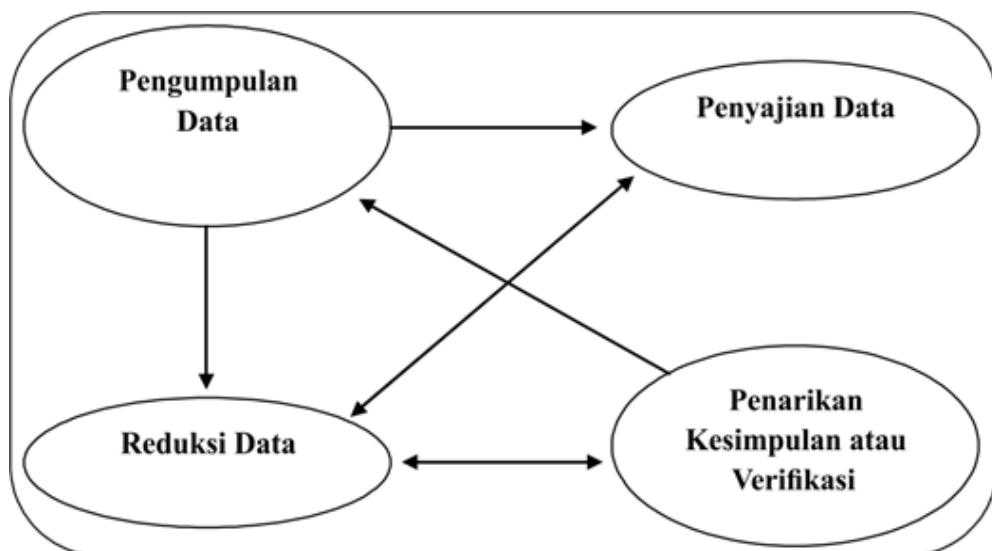 Pengumpulan
Data
Penyajian Data
Reduksi Data
Penarikan
Kesimpulan atau
Verifikasi